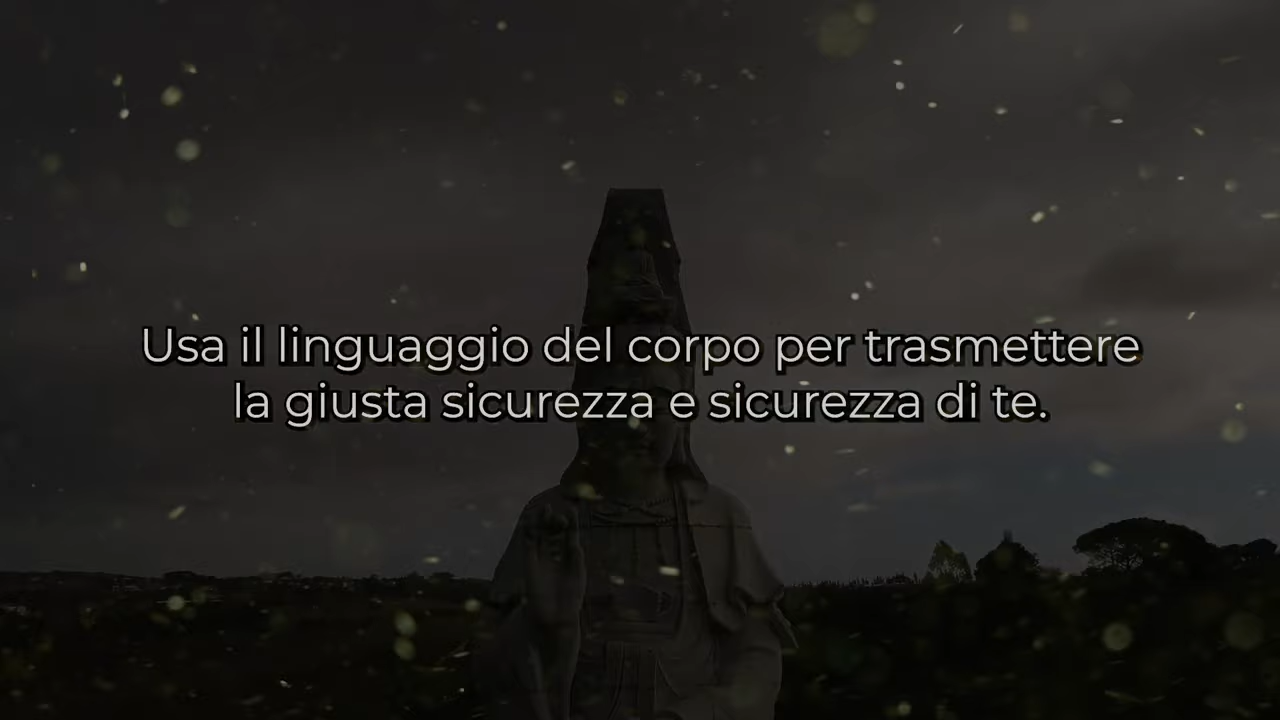 Usa il linguaggio del corpo per trasmettere
la giusta sicurezza e sicurezza di te.